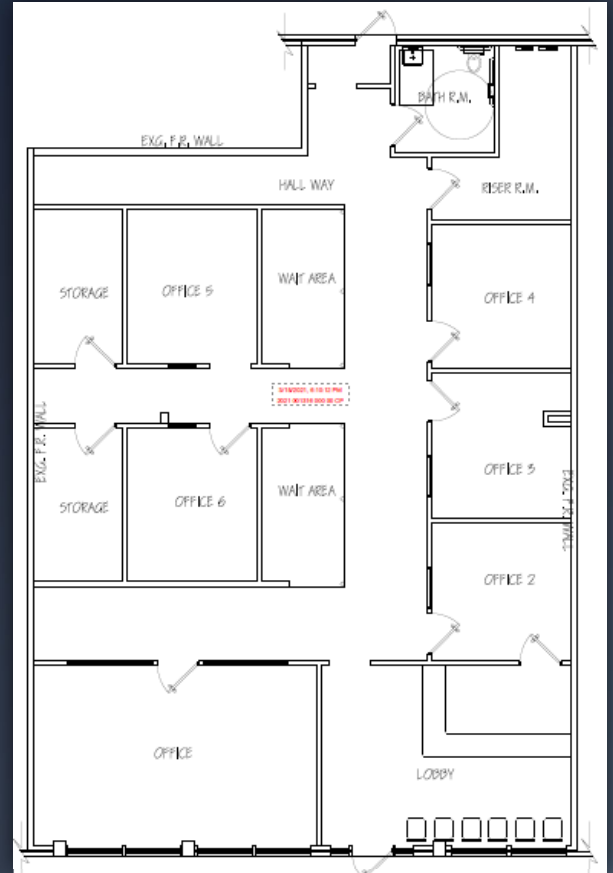 BATH R.M.
EXG. F.R. WALL
HALL WAY
RISER R.M.
STORAGE
OFFICE 5
WAIT AREA
OFFICE 4
EXG. F.R. WALL
OFFICE 3
EXG. F.R. WALL
STORAGE
OFFICE 6
WAIT AREA
OFFICE 2
OFFICE
LOBBY